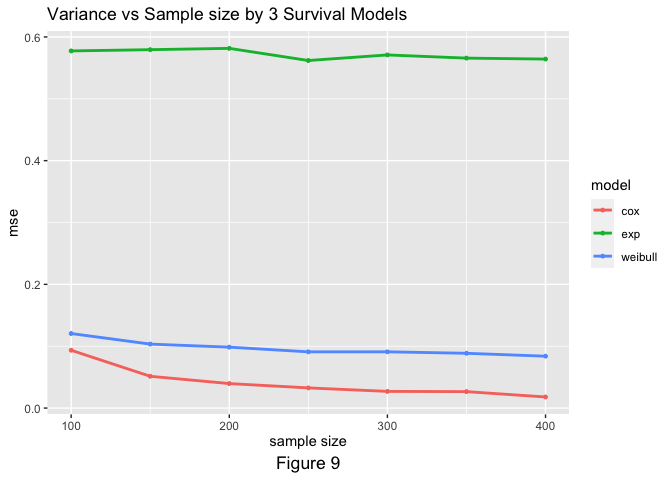 Variance vs Sample size by 3 Survival Models
0.6
0.4
0.2
0.0
mse
100
200
300
400
sample size
Figure 9
model
cox
exp
weibull